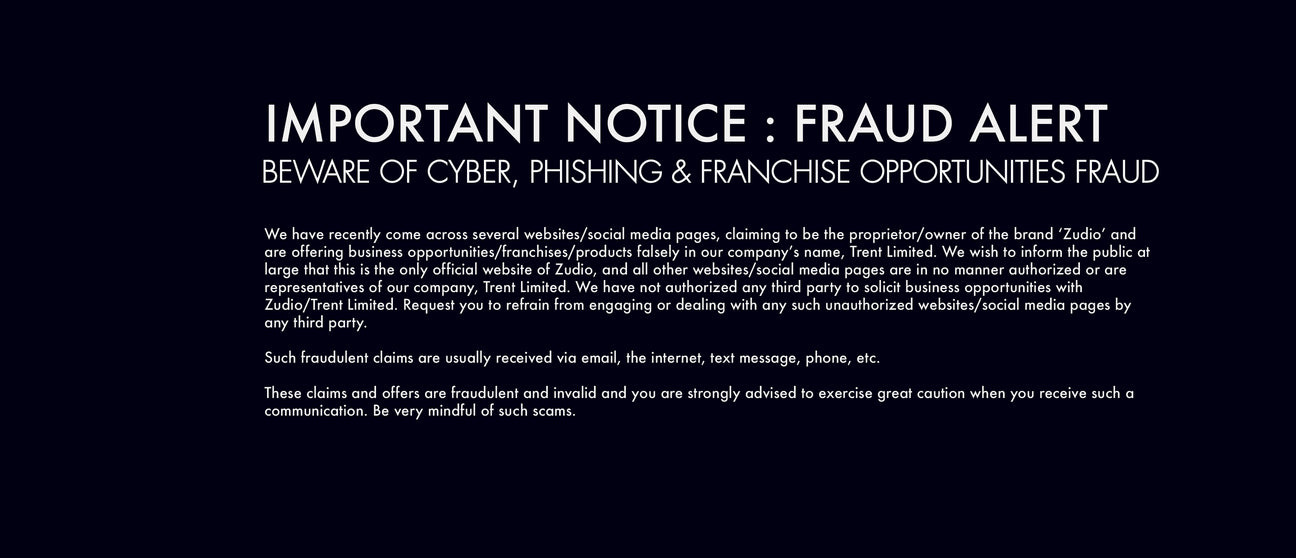 IMPORTANT NOTICE : FRAUD ALERT
BEWARE OF CYBER, PHISHING & FRANCHISE OPPORTUNITIES FRAUD
We have recently come across several websites/social media pages, claiming to be the proprietor/owner of the brand ‘Zudio’ and
are offering business opportunities/franchises/products falsely in our company’s name, Trent Limited. We wish to inform the public at
large that this is the only official website of Zudio, and all other websites/social media pages are in no manner authorized or are
representatives of our company, Trent Limited. We have not authorized any third party to solicit business opportunities with
Zudio/Trent Limited. Request you to refrain from engaging or dealing with any such unauthorized websites/social media pages by
any third party.
Such fraudulent claims are usually received via email, the internet, text message, phone, etc.
These claims and offers are fraudulent and invalid and you are strongly advised to exercise great caution when you receive such a
communication. Be very mindful of such scams.